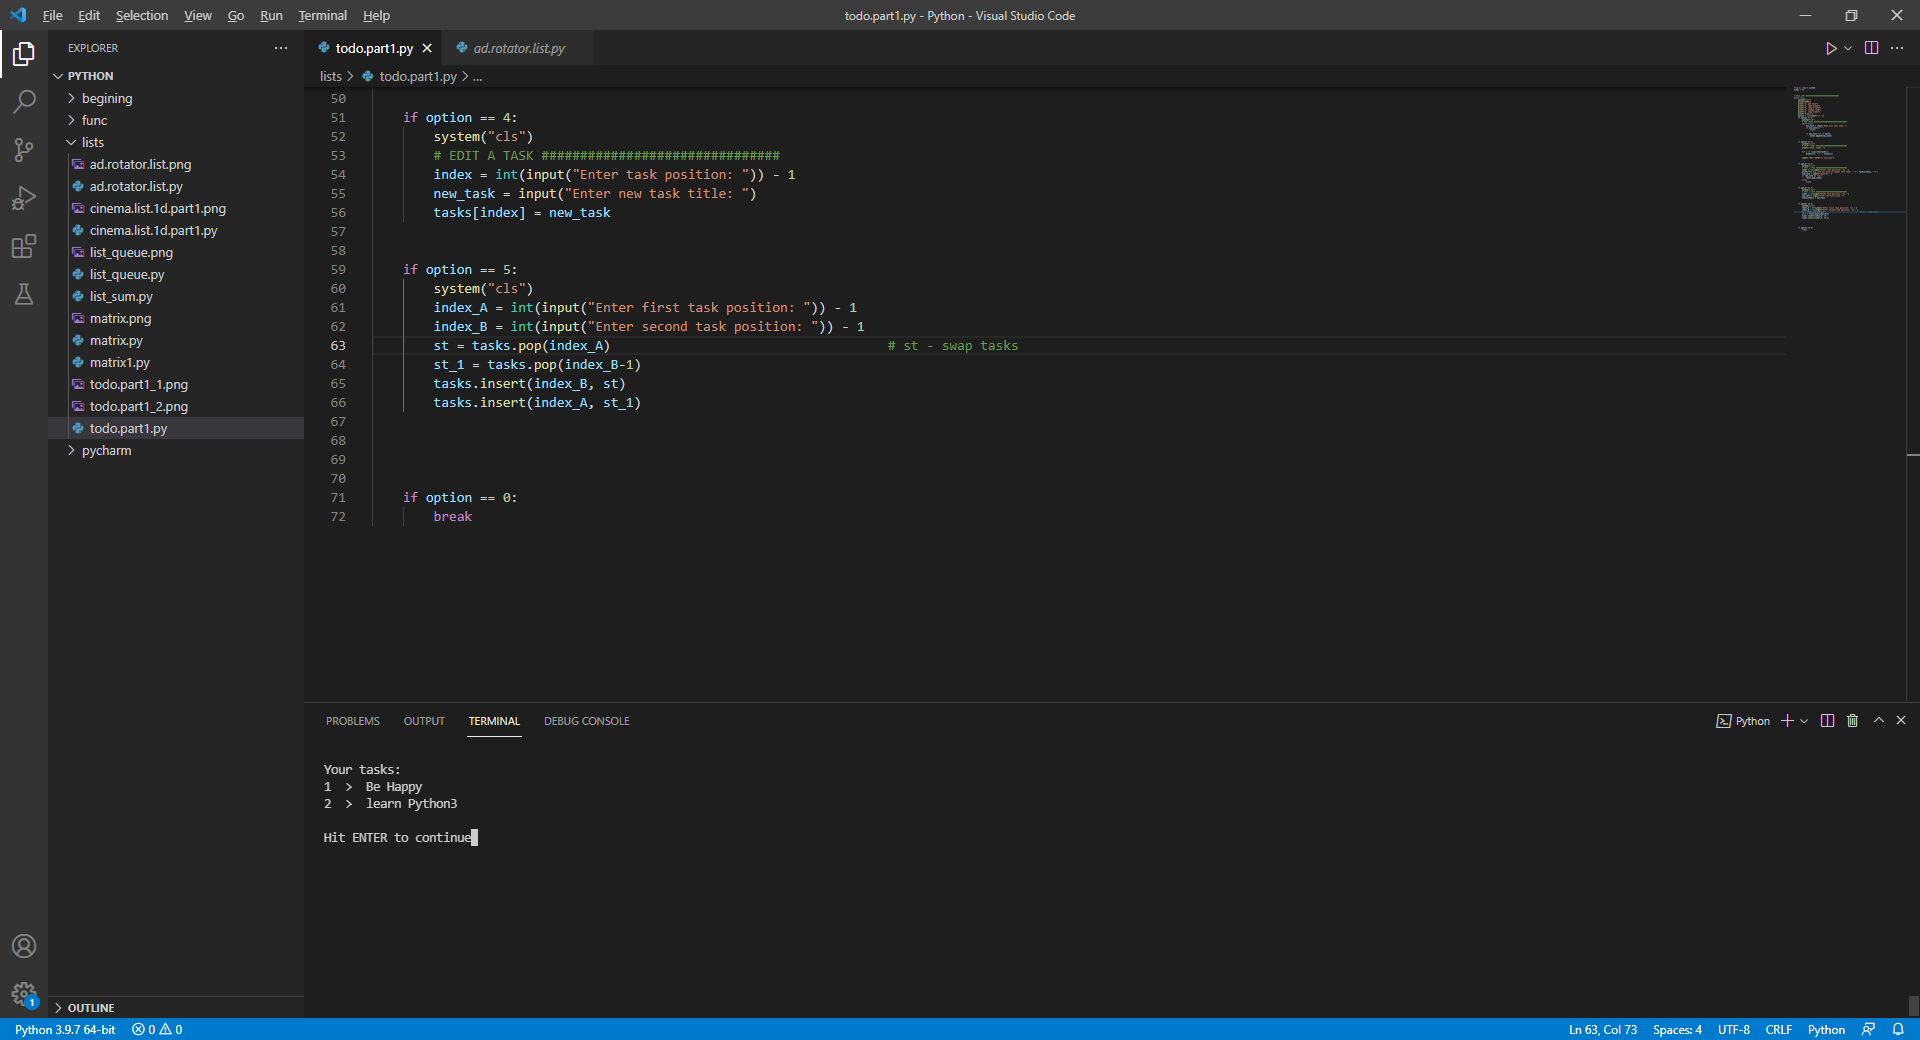 File Edit Selection View Go Run Terminal Help
todo.part1.py - Python - Visual Studio Code
EXPLORER
PYTHON
begining
func
lists
ad.rotator.list.png
ad.rotator.list.py
cinema.list.1d.part1.png
cinema.list.1d.part1.py
list_queue.png
list_queue.py
list_sum.py
matrix.png
matrix.py
matrix1.py
todo.part1_1.png
todo.part1_2.png
todo.part1.py
pycharm
OUTLINE
todo.part1.py
ad.rotator.list.py
lists > todo.part1.py > ...
50
51 if option == 4:
52 system("cls")
53 # EDIT A TASK ###############################
54 index = int(input("Enter task position: ")) - 1
55 new_task = input("Enter new task title: ")
56 tasks[index] = new_task
57
58
59 if option == 5:
60 system("cls")
61 index_A = int(input("Enter first task position: ")) - 1
62 index_B = int(input("Enter second task position: ")) - 1
63 st = tasks.pop(index_A) # st - swap tasks
64 st_1 = tasks.pop(index_B-1)
65 tasks.insert(index_B, st)
66 tasks.insert(index_A, st_1)
67
68
69
70
71 if option == 0:
72 break
PROBLEMS OUTPUT TERMINAL DEBUG CONSOLE
Python
Your tasks:
1 > Be Happy
2 > learn Python3
Hit ENTER to continue
1
Python 3.9.7 64-bit 0 0
Ln 63, Col 73 Spaces: 4 UTF-8 CRLF Python